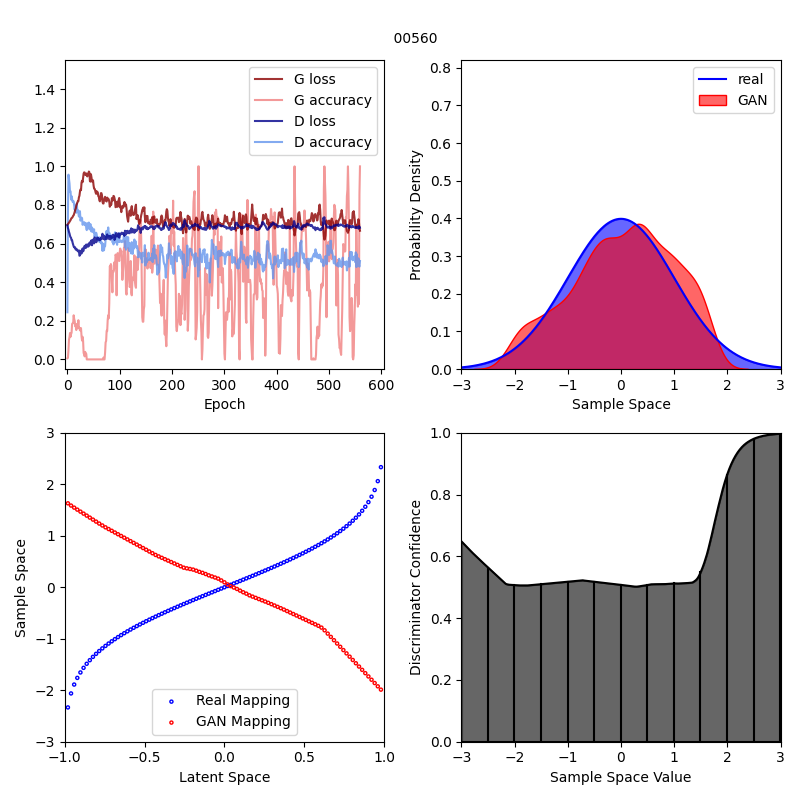 00560
1.4
1.2
1.0
0.8
0.6
0.4
0.2
0.0
0 100 200 300 400 500 600
Epoch
G loss
G accuracy
D loss
D accuracy
Probability Density
0.8
0.7
0.6
0.5
0.4
0.3
0.2
0.1
0.0
−3 −2 −1 0 1 2 3
Sample Space
real
GAN
Sample Space
3
2
1
0
−1
−2
−3
−1.0 −0.5 0.0 0.5 1.0
Latent Space
Real Mapping
GAN Mapping
Discriminator Confidence
1.0
0.8
0.6
0.4
0.2
0.0
−3 −2 −1 0 1 2 3
Sample Space Value